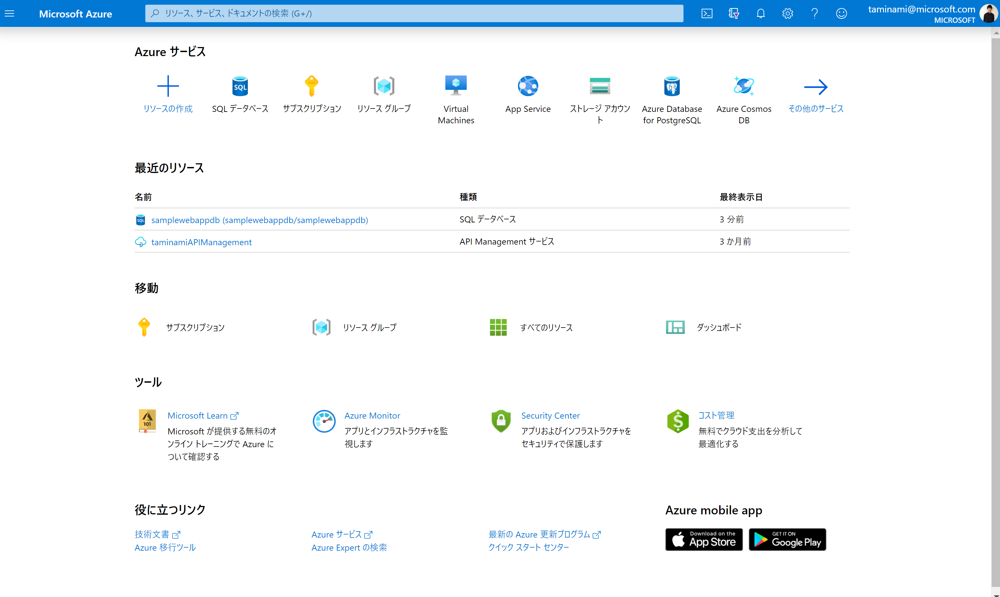 Microsoft Azure
リソース、サービス、ドキュメントの検索 (G+/)
taminami@microsoft.com
MICROSOFT
Azure サービス
リソースの作成
SQL
SQL データベース
サブスクリプション
リソース グループ
Virtual
Machines
App Service
ストレージ アカウン
ト
Azure Database
for PostgreSQL
Azure Cosmos
DB
その他のサービス
最近のリソース
名前 種類 最終表示日
SQL samplewebappdb (samplewebappdb/samplewebappdb) SQL データベース 3 分前
taminamiAPIManagement API Management サービス 3 か月前
移動
サブスクリプション
リソース グループ
すべてのリソース
ダッシュボード
ツール
101
Microsoft Learn
Microsoft が提供する無料のオ
ンライン トレーニングで Azure に
ついて確認する
Azure Monitor
アプリとインフラストラクチャを監
視します
Security Center
アプリおよびインフラストラクチャを
セキュリティで保護します
$
コスト管理
無料でクラウド支出を分析して
最適化する
役に立つリンク
技術文書
Azure 移行ツール
Azure サービス
Azure Expert の検索
最新の Azure 更新プログラム
クイック スタート センター
Azure mobile app
Download on the
App Store
GET IT ON
Google Play